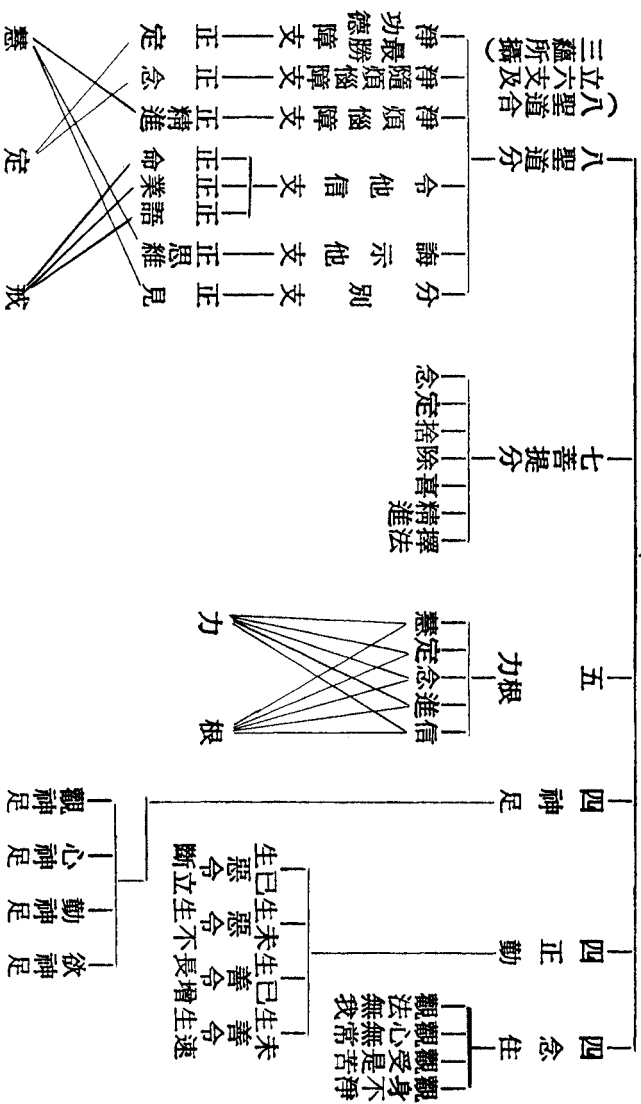 四念住
觀身不淨
觀受是苦
觀心無常
觀法無我
四正勤
未生善令速生
已生善令增長
未生惡令不生
已生惡令立斷
四神足
欲神足
勤神足
心神足
觀神足
五
根力
信
進
念
定
慧
根
力
七菩提分
擇法
精進
喜
除
捨
定
念
八聖道分
(八聖道合
立六支及
三蘊所攝)
分別支
正見
誨示他支
正思維
令他信支
正語
正業
正命
淨煩惱障支
正精進
淨隨煩惱障支
正念
淨最勝功德障支
正定
戒
定
慧